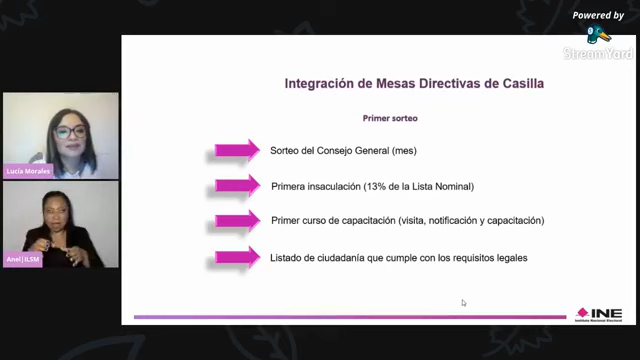 Powered by
StreamYard
Integración de Mesas Directivas de Casilla
Primer sorteo
Sorteo del Consejo General (mes)
Primera insaculación (13% de la Lista Nominal)
Primer curso de capacitación (visita, notificación y capacitación)
Listado de ciudadanía que cumple con los requisitos legales
Lucía Morales
Anel|ILSM
INE
Instituto Nacional Electoral